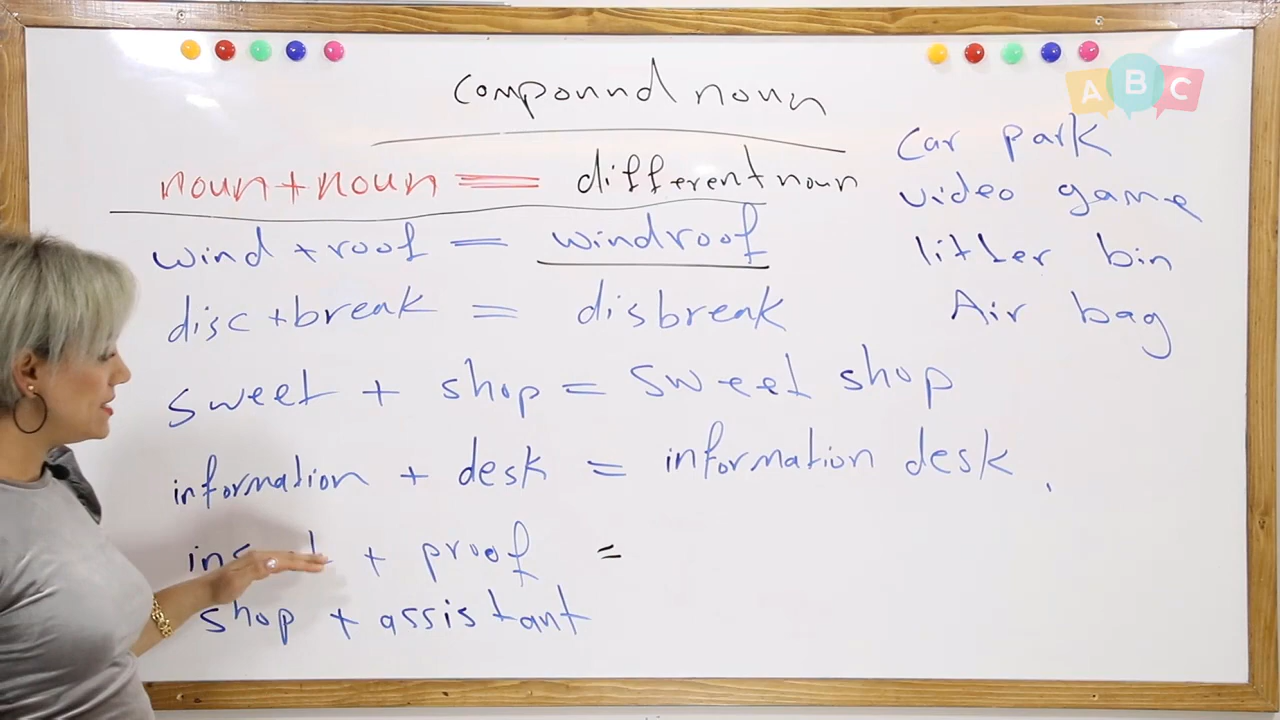 compound noun
noun + noun = different noun
wind + roof = windroof
disc + break = disbreak
sweet + shop = sweet shop
information + desk = information desk.
+ proof =
shop + assistant
A B C
car park
video game
litter bin
Air bag